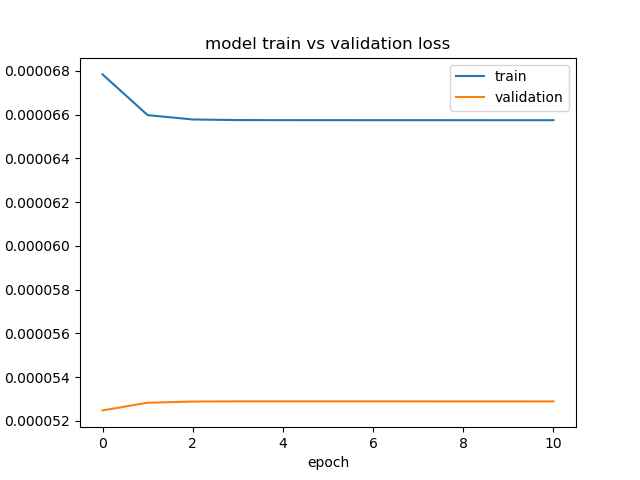 model train vs validation loss
train
validation
0.000068
0.000066
0.000064
0.000062
0.000060
0.000058
0.000056
0.000054
0.000052
0 2 4 6 8 10
epoch